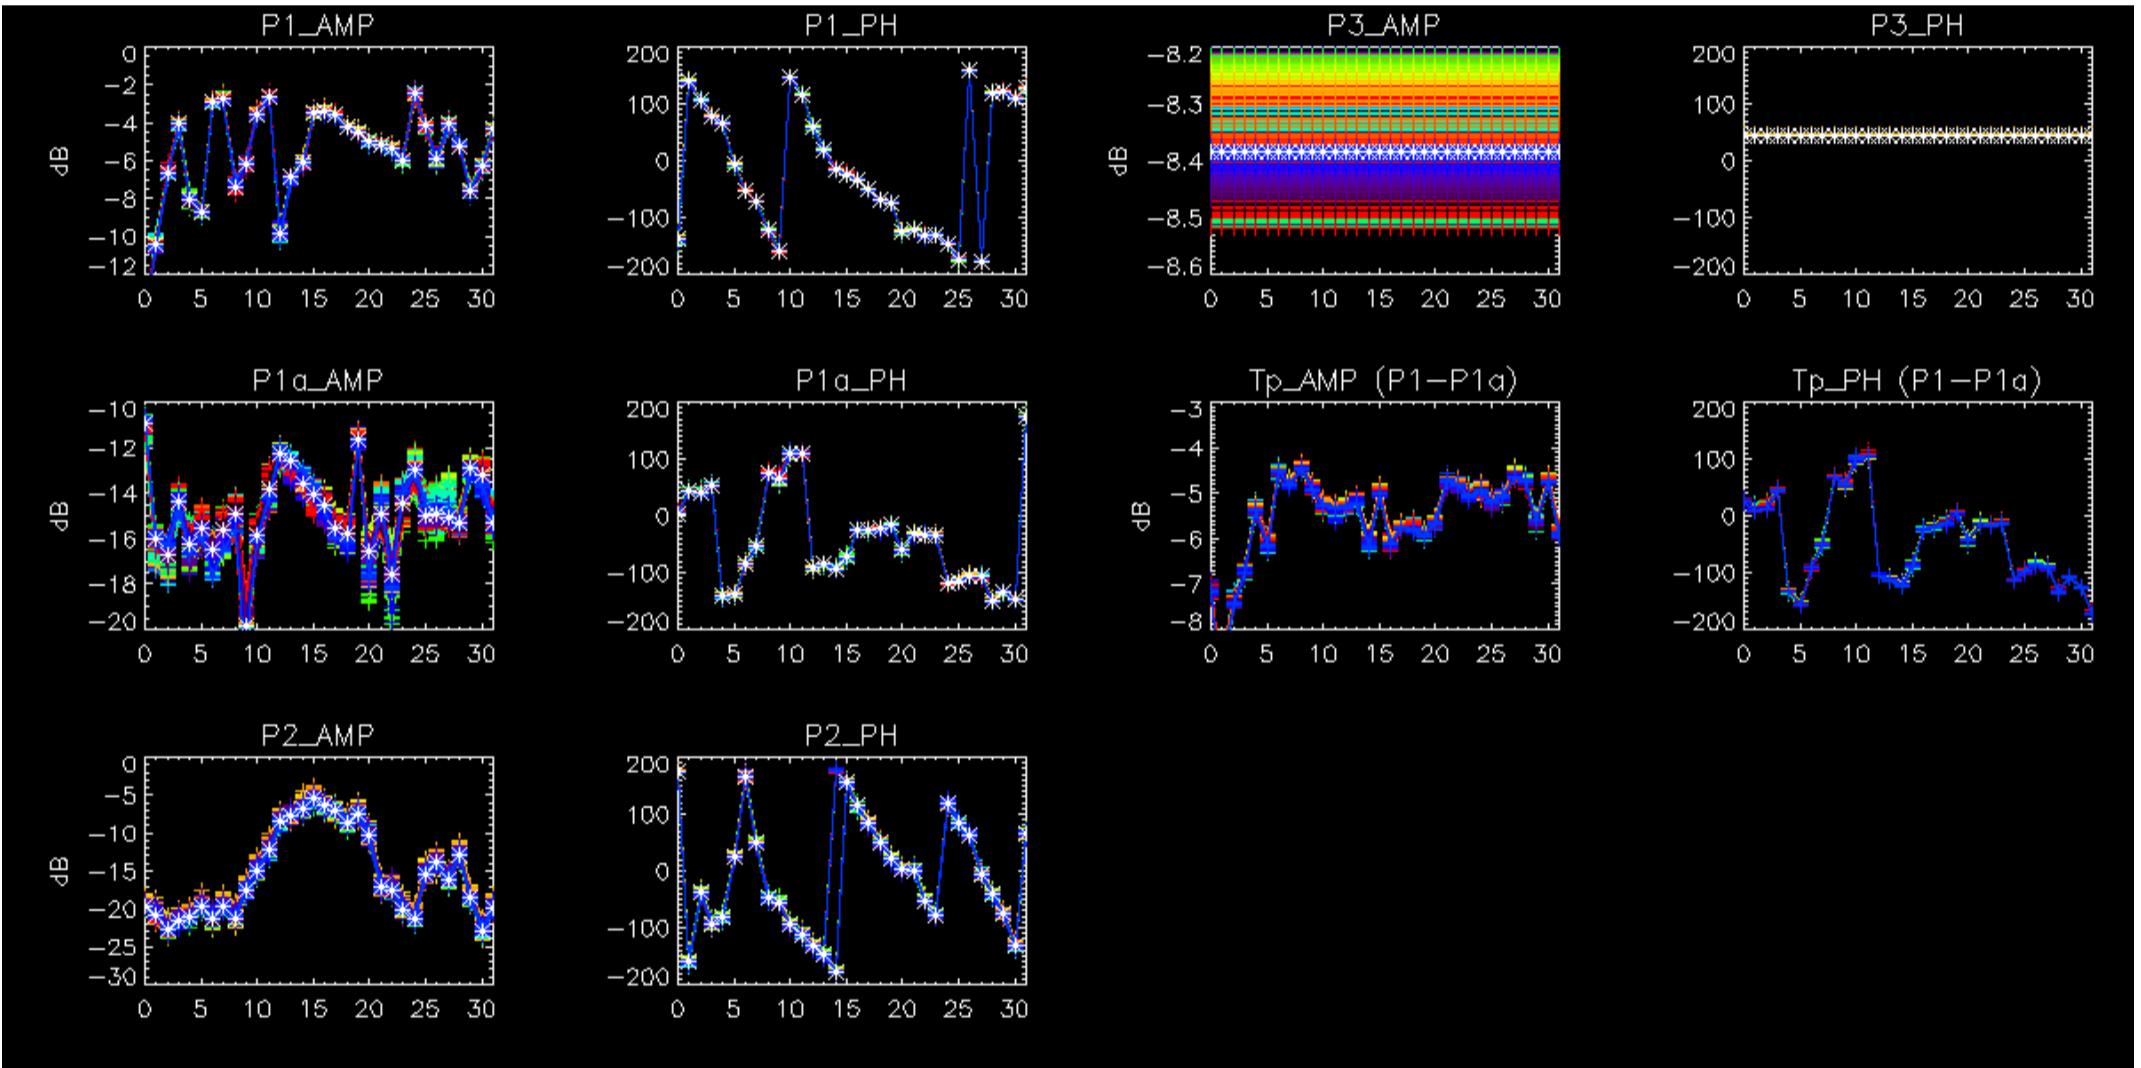 P1_AMP
0
−2
−4
−6
−8
−10
−12
dB
0 5 10 15 20 25 30
P1_PH
200
100
0
−100
−200
0 5 10 15 20 25 30
P3_AMP
−8.2
−8.3
−8.4
−8.5
−8.6
dB
0 5 10 15 20 25 30
P3_PH
200
100
0
−100
−200
0 5 10 15 20 25 30
P1a_AMP
−10
−12
−14
−16
−18
−20
dB
0 5 10 15 20 25 30
P1a_PH
200
100
0
−100
−200
0 5 10 15 20 25 30
Tp_AMP (P1−P1a)
−3
−4
−5
−6
−7
−8
dB
0 5 10 15 20 25 30
Tp_PH (P1−P1a)
200
100
0
−100
−200
0 5 10 15 20 25 30
P2_AMP
0
−5
−10
−15
−20
−25
−30
dB
0 5 10 15 20 25 30
P2_PH
200
100
0
−100
−200
0 5 10 15 20 25 30